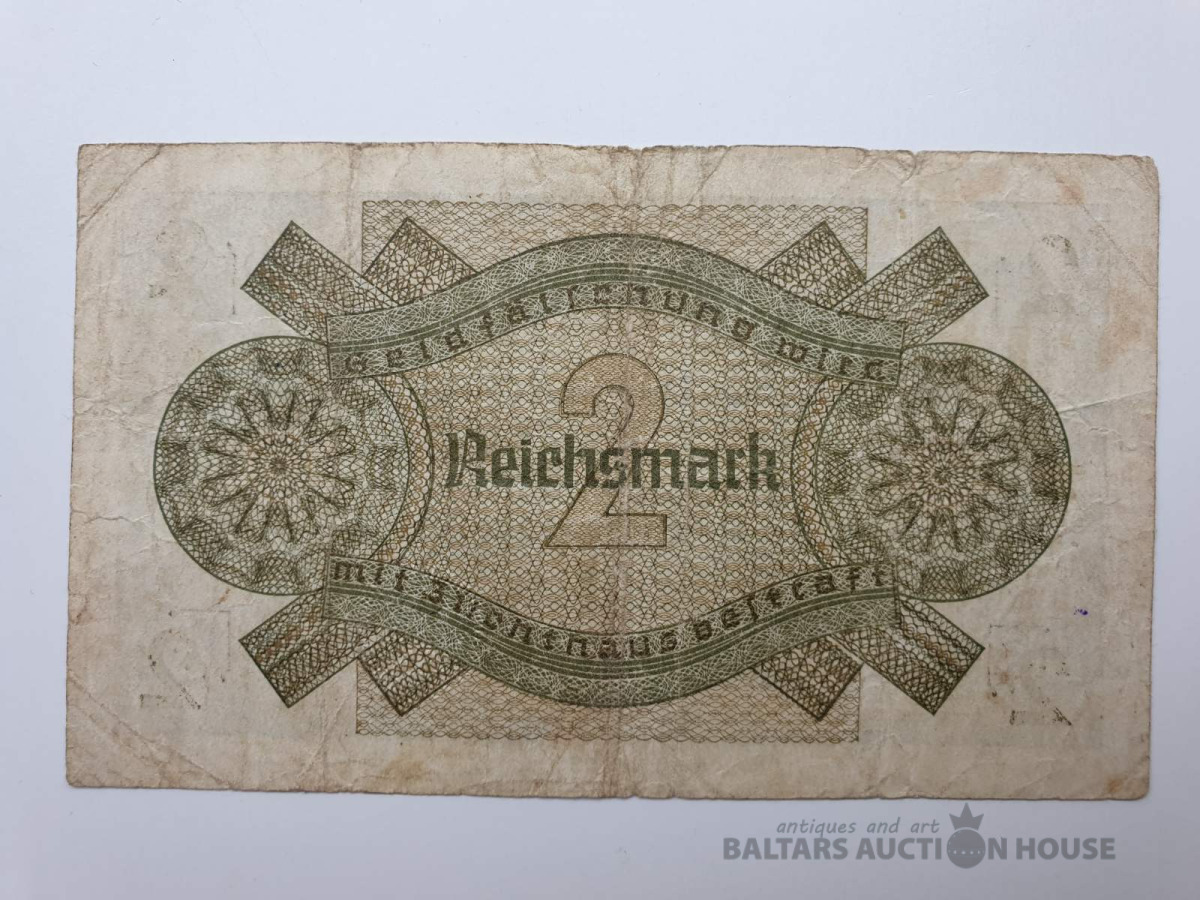 Geldfälschung wird
2
Reichsmark
mit Zuchthaus bestraft
antiques and art
BALTARS AUCTION HOUSE